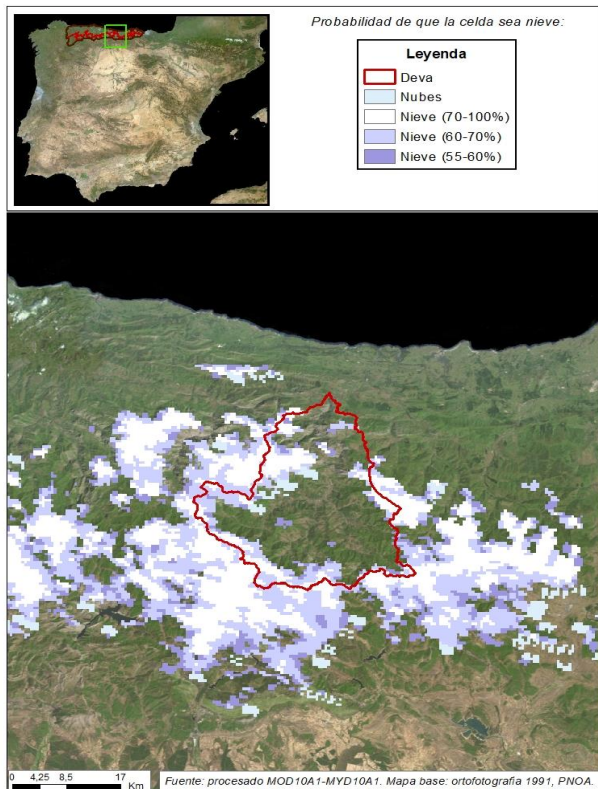 Probabilidad de que la celda sea nieve:
Leyenda
Deva
Nubes
Nieve (70-100%)
Nieve (60-70%)
Nieve (55-60%)
0 4,25 8,5 17
Km
Fuente: procesado MOD10A1-MYD10A1. Mapa base: ortofotografia 1991, PNOA.